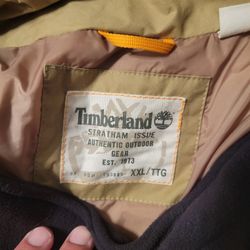 Timberland
STRATHAM ISSUE
AUTHENTIC OUTDOOR
GEAR
EST. 1973
XXL/TTG